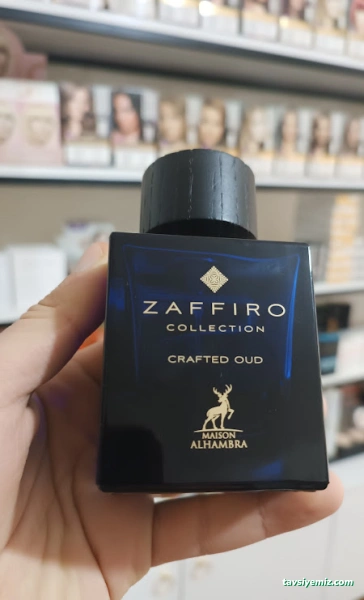 ZAFFIRO
COLLECTION
CRAFTED OUD
MAISON
ALHAMBRA
tavsiyemiz.com